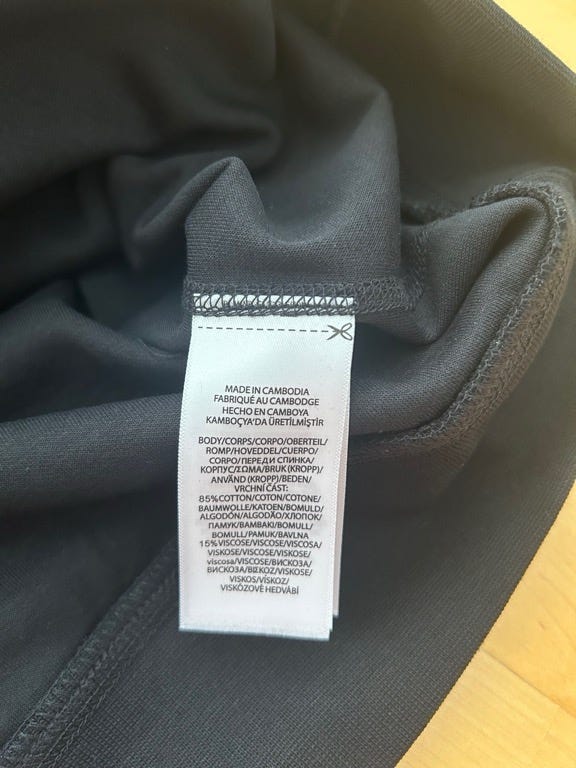 MADE IN CAMBODIA
FABRIQUÉ AU CAMBODGE
HECHO EN CAMBOYA
KAMBOÇYA'DA ÜRETİLMİŞTİR
BODY/CORPS/CORPO/OBERTEIL/
ROMP/HOVEDDEL/CUERPO/
CORPO/ПЕРЕД И СПИНКА/
КОРПУС/ΣΩΜΑ/BRUK (KROPP)/
ANVÄND (KROPP)/BEDEN/
VRCHNÍ ČÁST:
85%COTTON/COTON/COTONE/
BAUMWOLLE/KATOEN/BOMULD/
ALGODÓN/ALGODÃO/ХЛОПОК/
ПАМУК/ΒΑΜΒΑΚΙ/BOMULL/
BOMULL/PAMUK/BAVLNA
15%VISCOSE/VISCOSE/VISCOSA/
VISKOSE/VISCOSE/VISKOSE/
viscosa/VISCOSE/ВИСКОЗА/
ВИСКОЗА/ΒΙΣΚΟΖ/VISKOSE/
VISKOS/VİSKOZ/
VISKÓZOVÉ HEDVÁBÍ